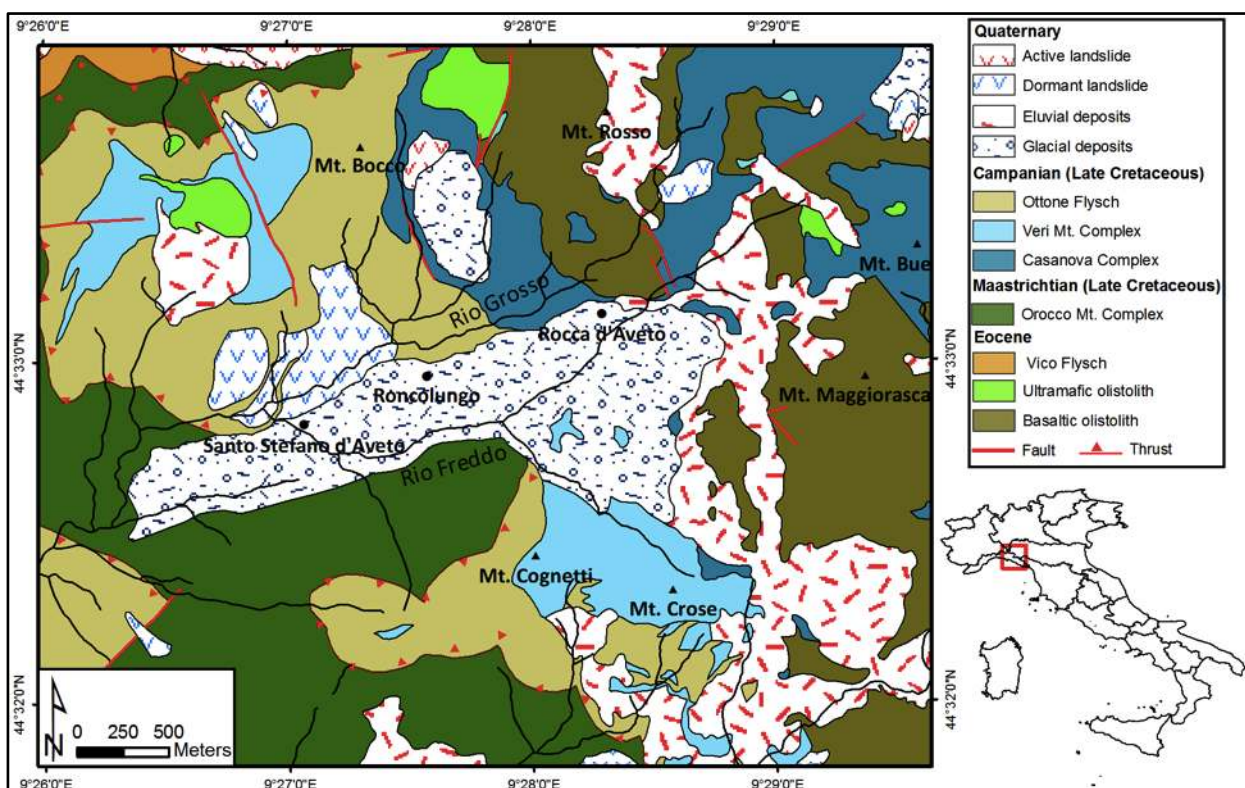 9°26'0"E
9°27'0"E
9°28'0"E
9°29'0"E
Mt. Rosso
Mt. Bocco
Mt. Bue
Rio Grosso
Rocca d'Aveto
44°33'0"N
44°33'0"N
Roncolungo
Mt. Maggiorasca
Santo Stefano d'Aveto
Rio Freddo
Mt. Cognetti
Mt. Crose
44°32'0"N
44°32'0"N
N
0 250 500
Meters
9°26'0"E
9°27'0"E
9°28'0"E
9°29'0"E
Quaternary
Active landslide
Dormant landslide
Eluvial deposits
Glacial deposits
Campanian (Late Cretaceous)
Ottone Flysch
Veri Mt. Complex
Casanova Complex
Maastrichtian (Late Cretaceous)
Orocco Mt. Complex
Eocene
Vico Flysch
Ultramafic olistolith
Basaltic olistolith
Fault Thrust